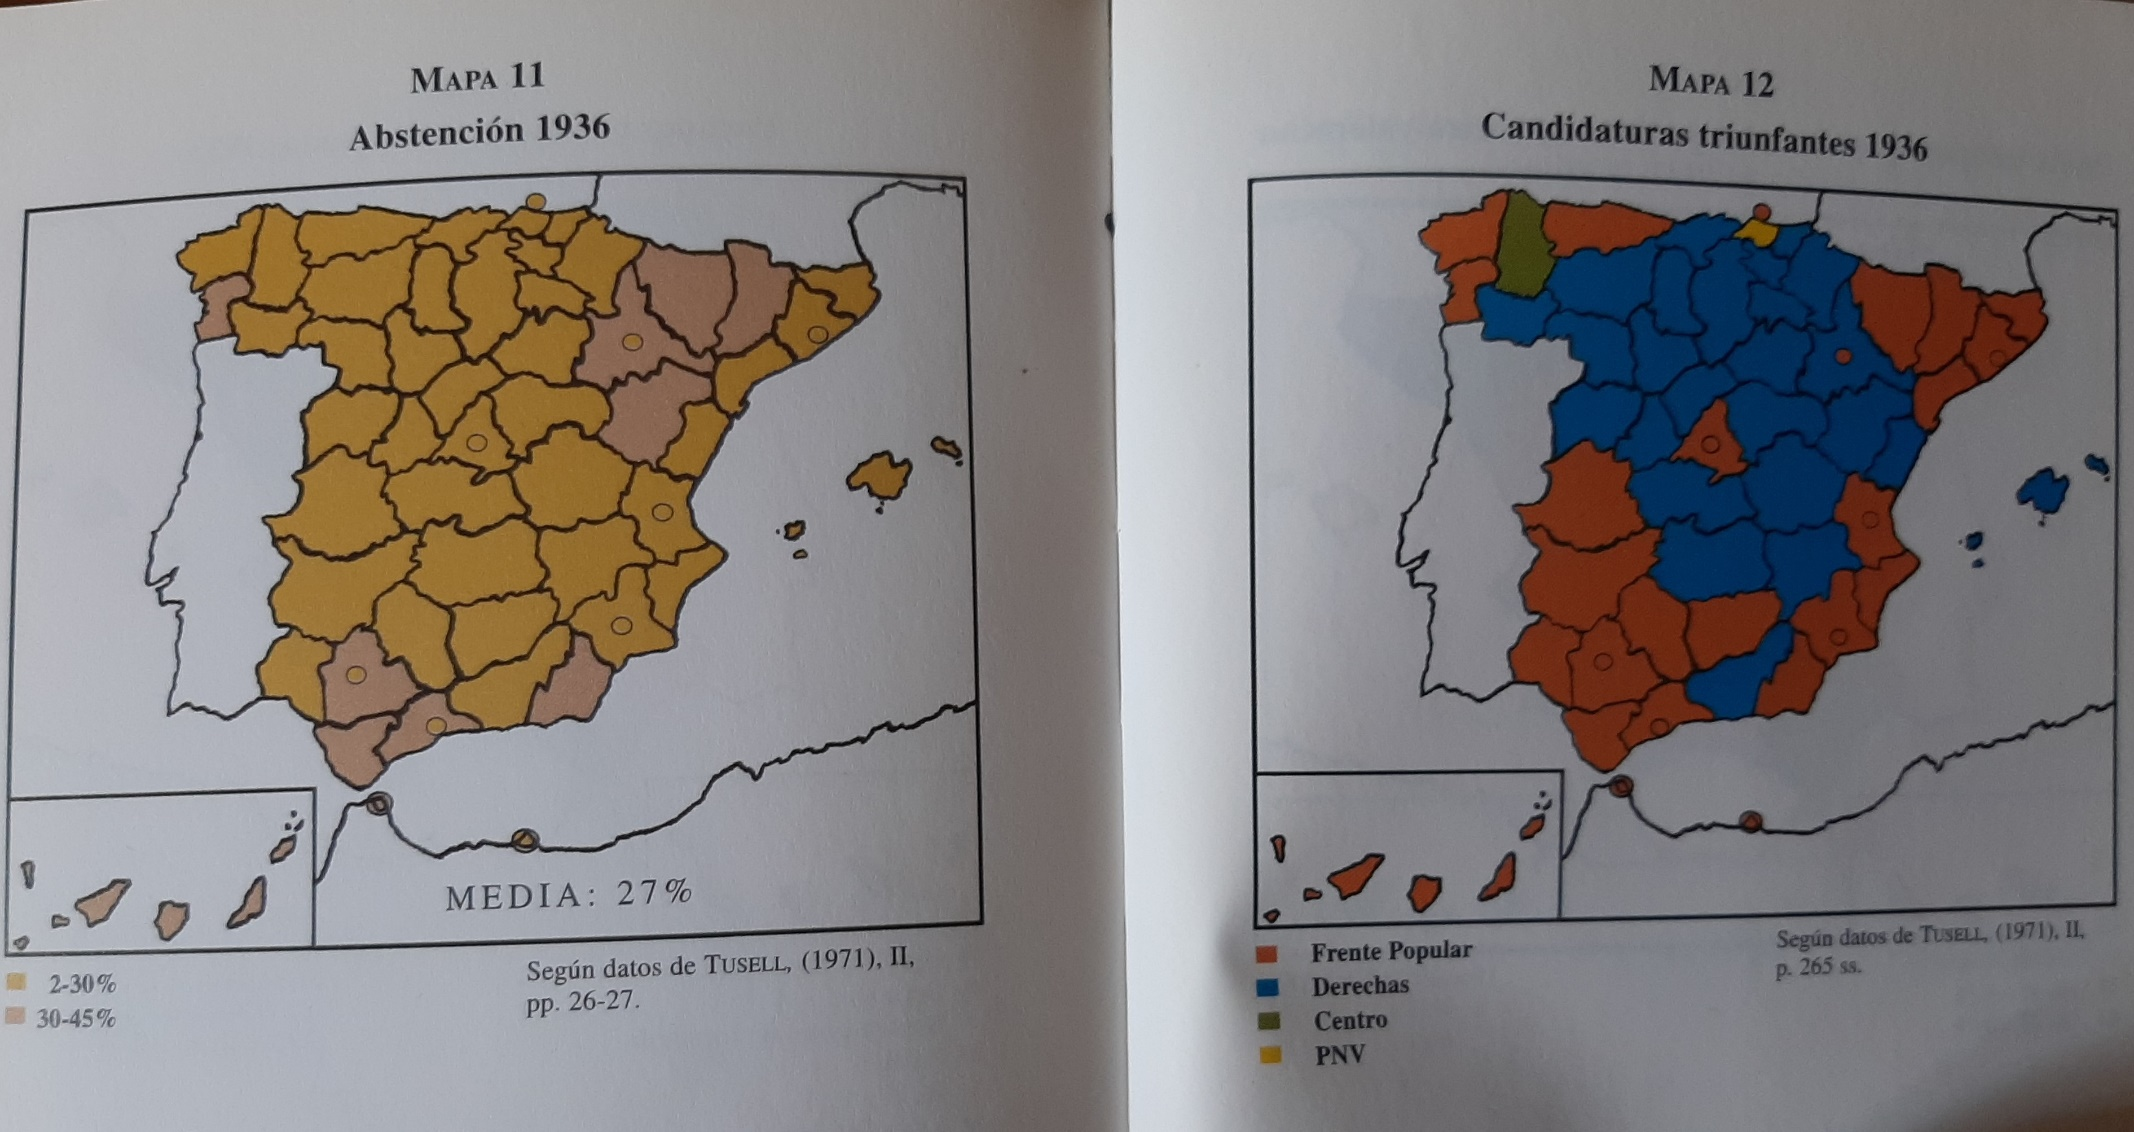 MAPA 11
Abstención 1936
MEDIA: 27%
2-30%
30-45%
Según datos de TUSELL, (1971), II,
pp. 26-27.
MAPA 12
Candidaturas triunfantes 1936
Frente Popular
Derechas
Centro
PNV
Según datos de TUSELL, (1971), II,
p. 265 ss.